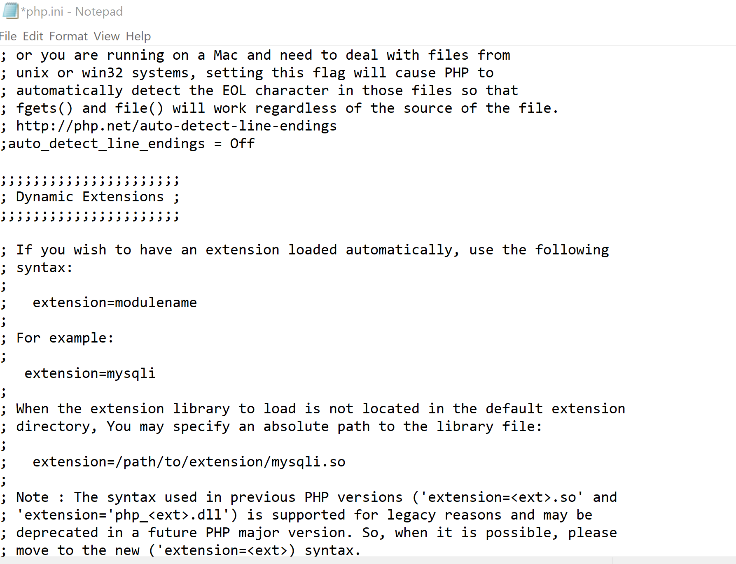 *php.ini - Notepad
File Edit Format View Help
; or you are running on a Mac and need to deal with files from
; unix or win32 systems, setting this flag will cause PHP to
; automatically detect the EOL character in those files so that
; fgets() and file() will work regardless of the source of the file.
; http://php.net/auto-detect-line-endings
;auto_detect_line_endings = Off
;;;;;;;;;;;;;;;;;;;;;;
; Dynamic Extensions ;
;;;;;;;;;;;;;;;;;;;;;;
; If you wish to have an extension loaded automatically, use the following
; syntax:
;
;   extension=modulename
;
; For example:
;
   extension=mysqli
;
; When the extension library to load is not located in the default extension
; directory, You may specify an absolute path to the library file:
;
;   extension=/path/to/extension/mysqli.so
;
; Note : The syntax used in previous PHP versions ('extension=<ext>.so' and
; 'extension='php_<ext>.dll') is supported for legacy reasons and may be
; deprecated in a future PHP major version. So, when it is possible, please
; move to the new ('extension=<ext>) syntax.